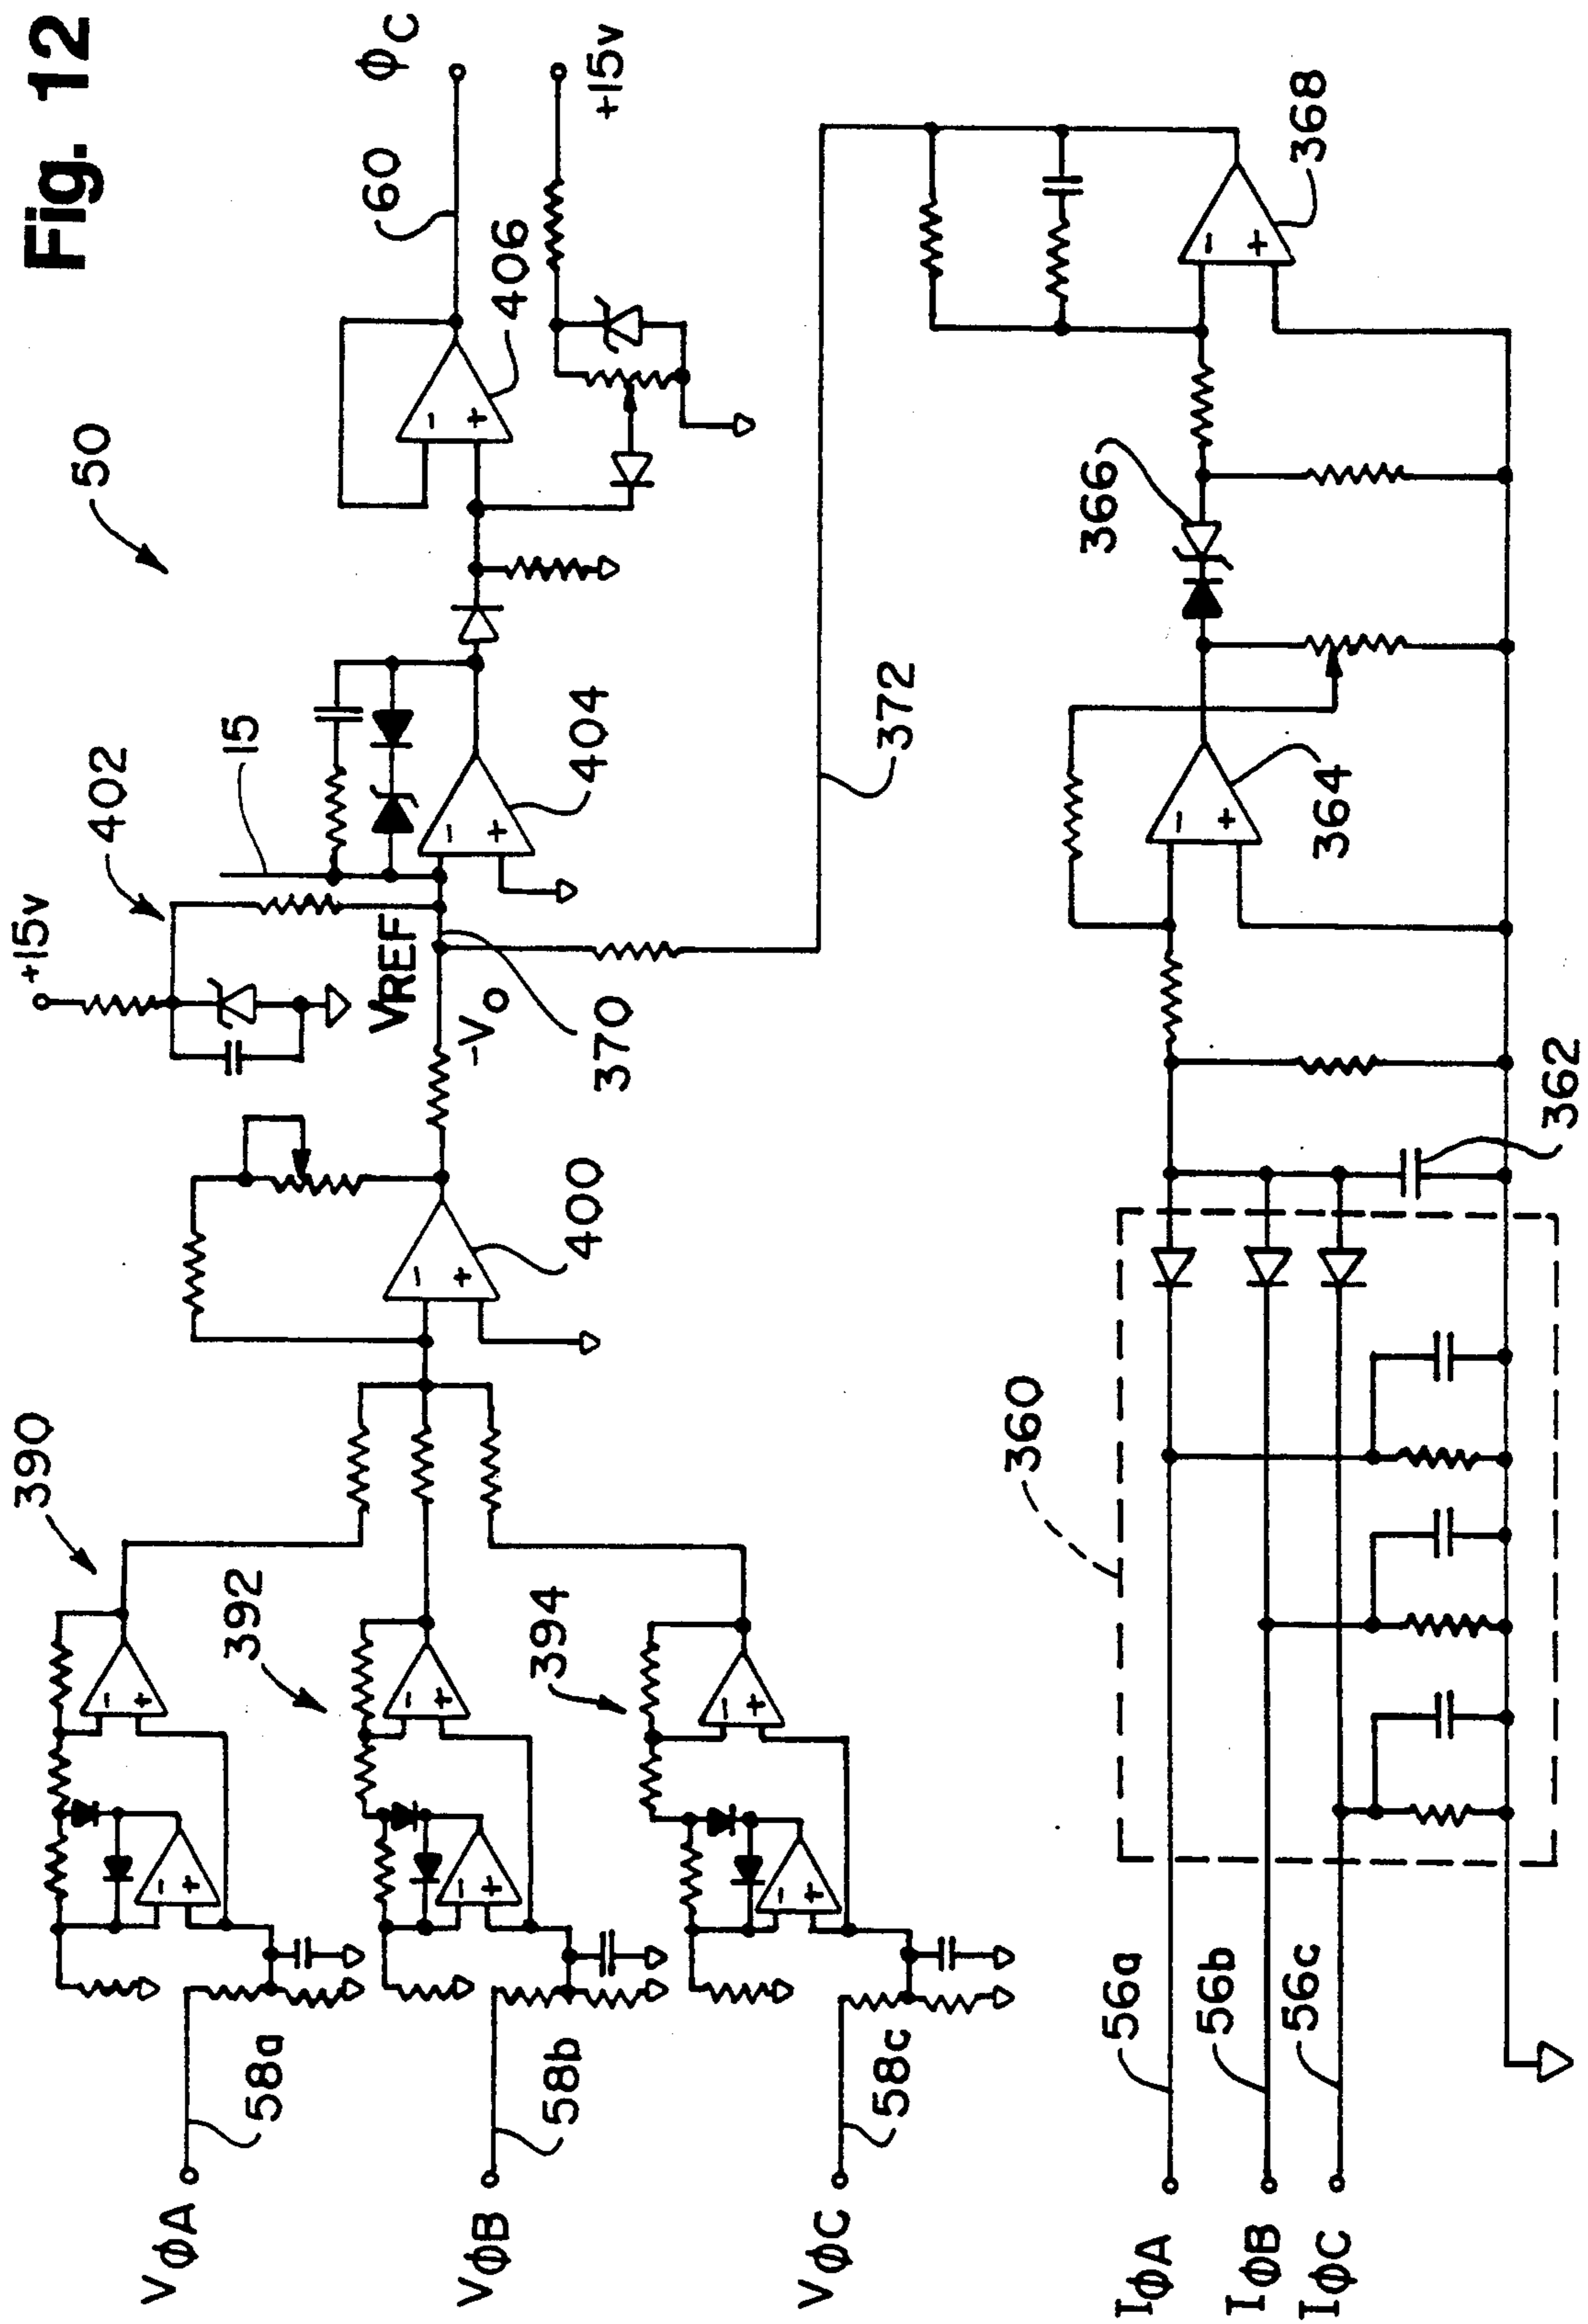 Fig. 12
50
ϕC
60
+15v
406
402
15
+15v
404
VREF
-Vo
370
372
400
390
392
394
VϕA
58a
VϕB
58b
VϕC
58c
366
368
364
362
360
56a
56b
56c
IϕA
IϕB
IϕC
- +
- +
- +
- +
- +
- +
- +
- +
- +
- +
- +